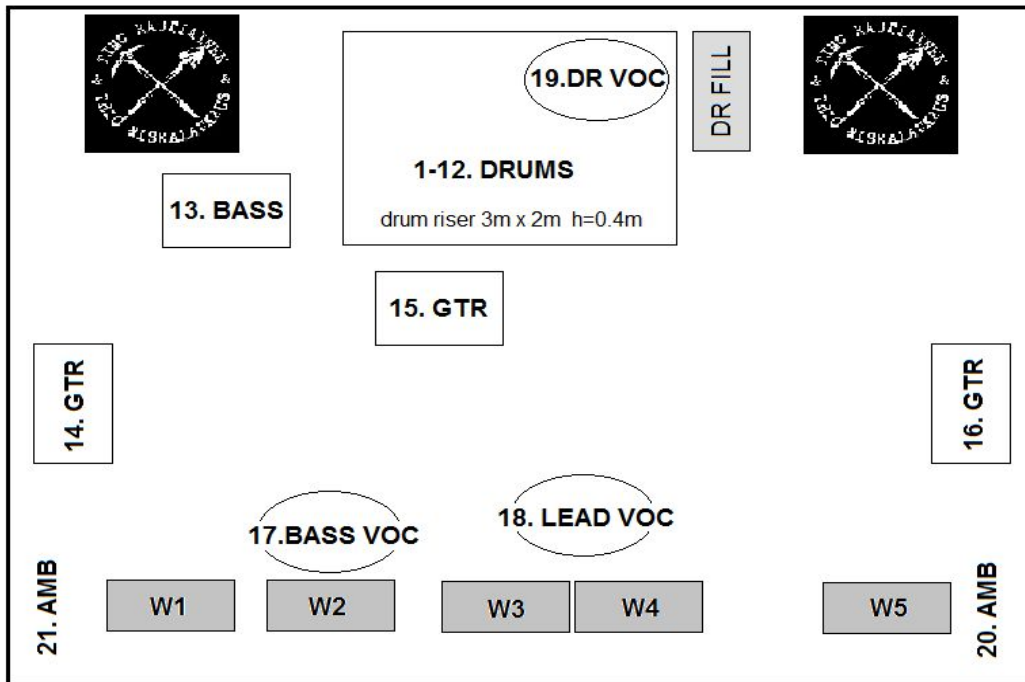 19.DR VOC
DR FILL
1-12. DRUMS
drum riser 3m x 2m h=0.4m
13. BASS
15. GTR
14. GTR
16. GTR
18. LEAD VOC
17.BASS VOC
21. AMB
W1
W2
W3
W4
W5
20. AMB